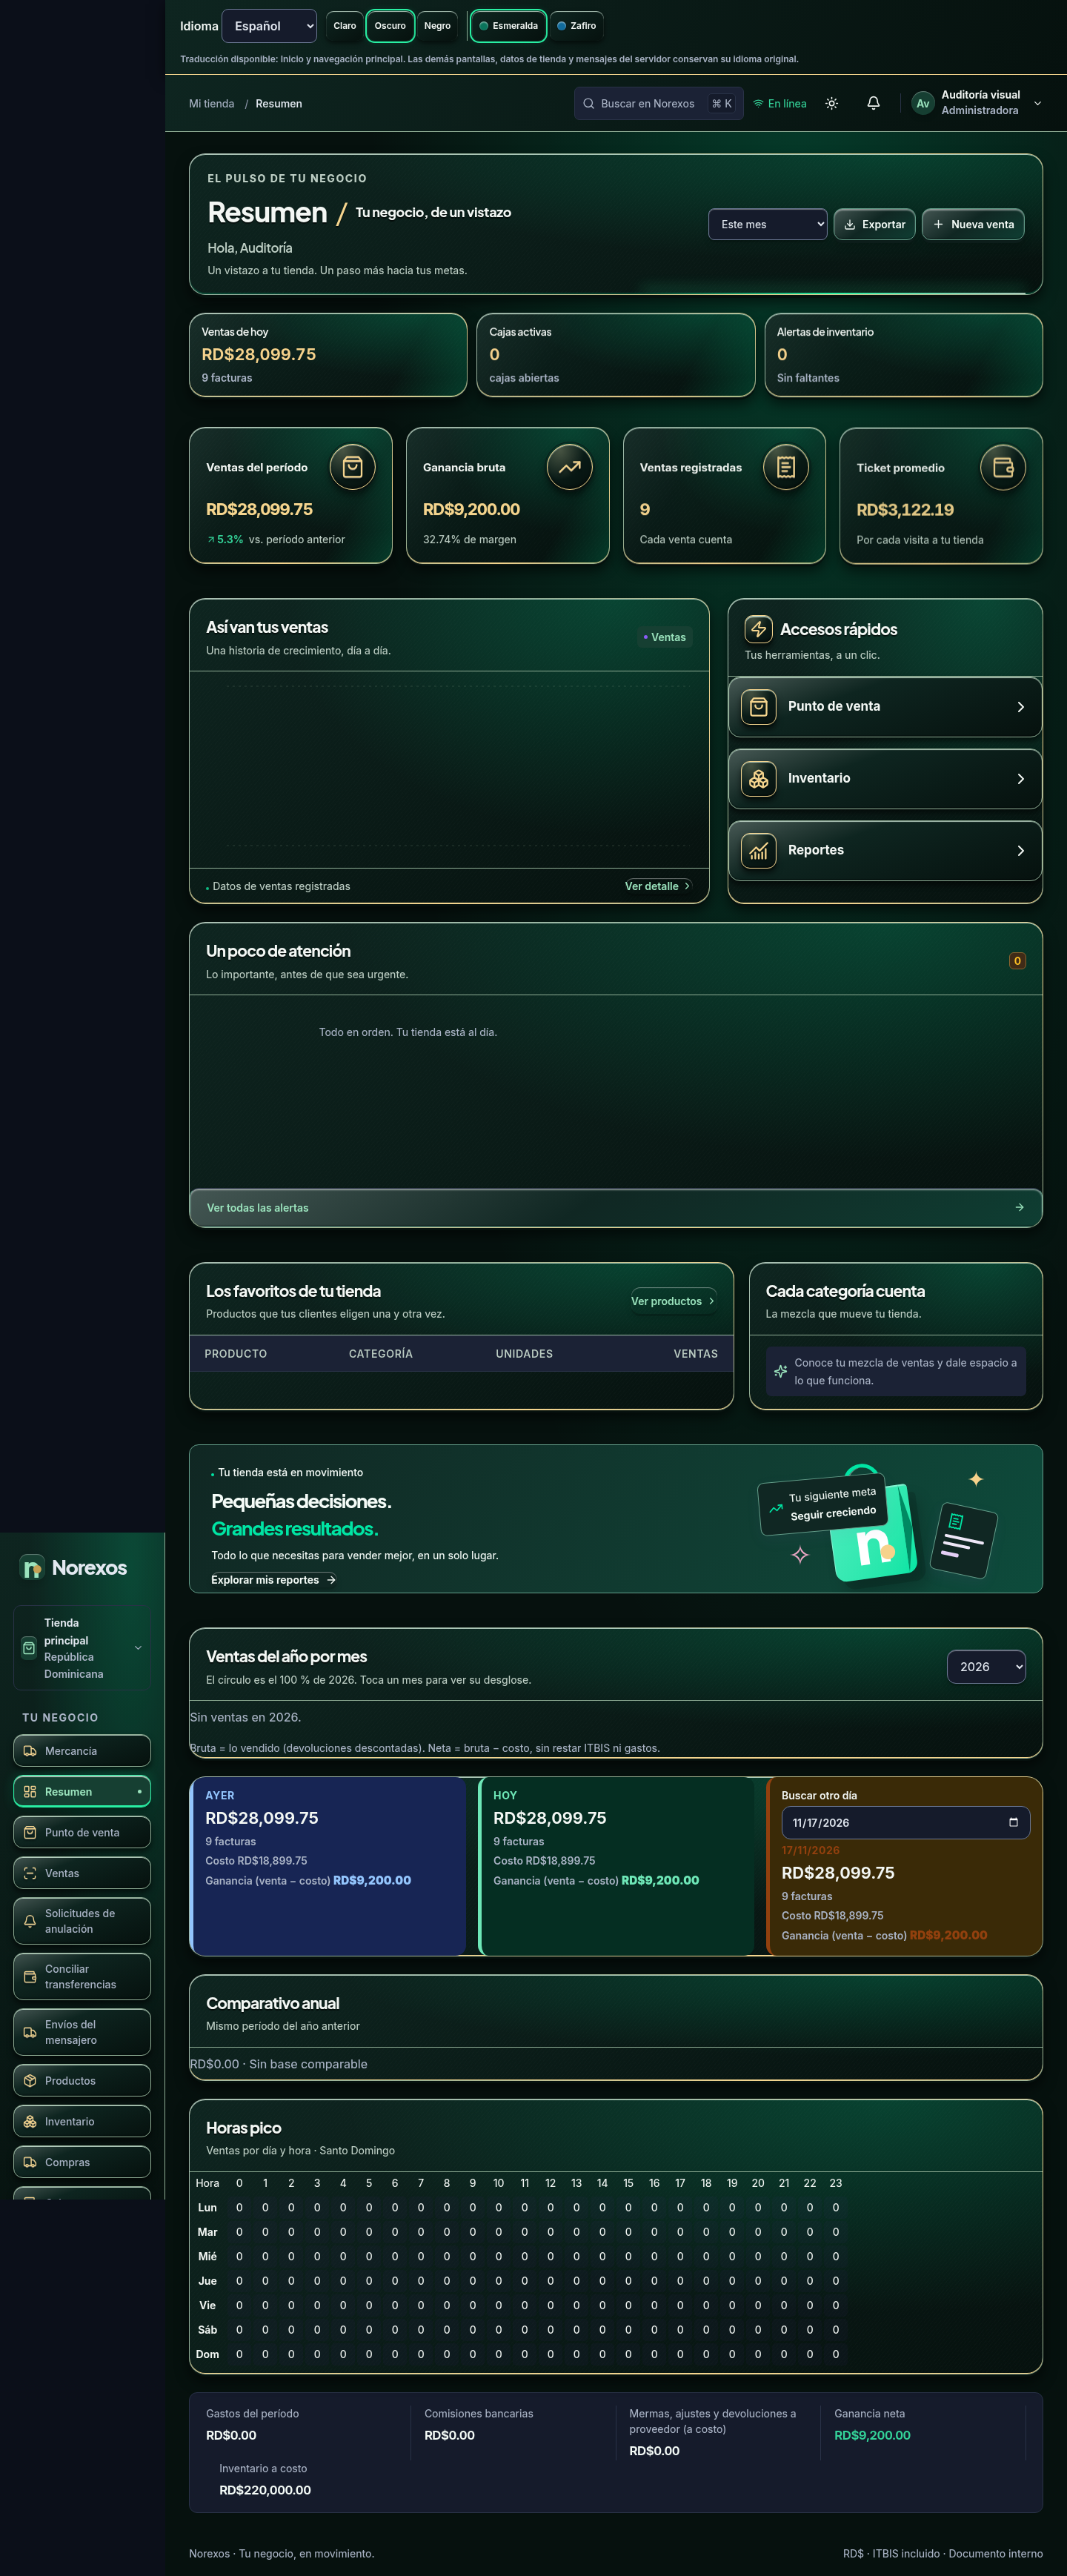 Idioma Español Claro Oscuro Negro Esmeralda Zafiro
Traducción disponible: Inicio y navegación principal. Las demás pantallas, datos de tienda y mensajes del servidor conservan su idioma original.
Mi tienda / Resumen
Buscar en Norexos ⌘ K
En línea
Av
Auditoría visual
Administradora
EL PULSO DE TU NEGOCIO
Resumen / Tu negocio, de un vistazo
Hola, Auditoría
Un vistazo a tu tienda. Un paso más hacia tus metas.
Este mes
Exportar
Nueva venta
Ventas de hoy
RD$28,099.75
9 facturas
Cajas activas
0
cajas abiertas
Alertas de inventario
0
Sin faltantes
Ventas del período
RD$28,099.75
5.3% vs. período anterior
Ganancia bruta
RD$9,200.00
32.74% de margen
Ventas registradas
9
Cada venta cuenta
Ticket promedio
RD$3,122.19
Por cada visita a tu tienda
Así van tus ventas
Una historia de crecimiento, día a día.
Ventas
Datos de ventas registradas
Ver detalle
Accesos rápidos
Tus herramientas, a un clic.
Punto de venta
Inventario
Reportes
Un poco de atención
Lo importante, antes de que sea urgente.
0
Todo en orden. Tu tienda está al día.
Ver todas las alertas
Los favoritos de tu tienda
Productos que tus clientes eligen una y otra vez.
Ver productos
PRODUCTO CATEGORÍA UNIDADES VENTAS
Cada categoría cuenta
La mezcla que mueve tu tienda.
Conoce tu mezcla de ventas y dale espacio a
lo que funciona.
Tu tienda está en movimiento
Pequeñas decisiones.
Grandes resultados.
Todo lo que necesitas para vender mejor, en un solo lugar.
Explorar mis reportes
Tu siguiente meta
Seguir creciendo
n
n Norexos
Tienda
principal
República
Dominicana
TU NEGOCIO
Mercancia
Resumen
Punto de venta
Ventas
Solicitudes de
anulación
Conciliar
transferencias
Envíos del
mensajero
Productos
Inventario
Compras
Ventas del año por mes
El círculo es el 100 % de 2026. Toca un mes para ver su desglose.
2026
Sin ventas en 2026.
Bruta = lo vendido (devoluciones descontadas). Neta = bruta − costo, sin restar ITBIS ni gastos.
AYER
RD$28,099.75
9 facturas
Costo RD$18,899.75
Ganancia (venta − costo) RD$9,200.00
HOY
RD$28,099.75
9 facturas
Costo RD$18,899.75
Ganancia (venta − costo) RD$9,200.00
Buscar otro día
11/17/2026
17/11/2026
RD$28,099.75
9 facturas
Costo RD$18,899.75
Ganancia (venta − costo) RD$9,200.00
Comparativo anual
Mismo período del año anterior
RD$0.00 · Sin base comparable
Horas pico
Ventas por día y hora · Santo Domingo
Hora 0 1 2 3 4 5 6 7 8 9 10 11 12 13 14 15 16 17 18 19 20 21 22 23
Lun 0 0 0 0 0 0 0 0 0 0 0 0 0 0 0 0 0 0 0 0 0 0 0 0
Mar 0 0 0 0 0 0 0 0 0 0 0 0 0 0 0 0 0 0 0 0 0 0 0 0
Mié 0 0 0 0 0 0 0 0 0 0 0 0 0 0 0 0 0 0 0 0 0 0 0 0
Jue 0 0 0 0 0 0 0 0 0 0 0 0 0 0 0 0 0 0 0 0 0 0 0 0
Vie 0 0 0 0 0 0 0 0 0 0 0 0 0 0 0 0 0 0 0 0 0 0 0 0
Sáb 0 0 0 0 0 0 0 0 0 0 0 0 0 0 0 0 0 0 0 0 0 0 0 0
Dom 0 0 0 0 0 0 0 0 0 0 0 0 0 0 0 0 0 0 0 0 0 0 0 0
Gastos del período
RD$0.00
Comisiones bancarias
RD$0.00
Mermas, ajustes y devoluciones a
proveedor (a costo)
RD$0.00
Ganancia neta
RD$9,200.00
Inventario a costo
RD$220,000.00
Norexos · Tu negocio, en movimiento.
RD$ · ITBIS incluido · Documento interno